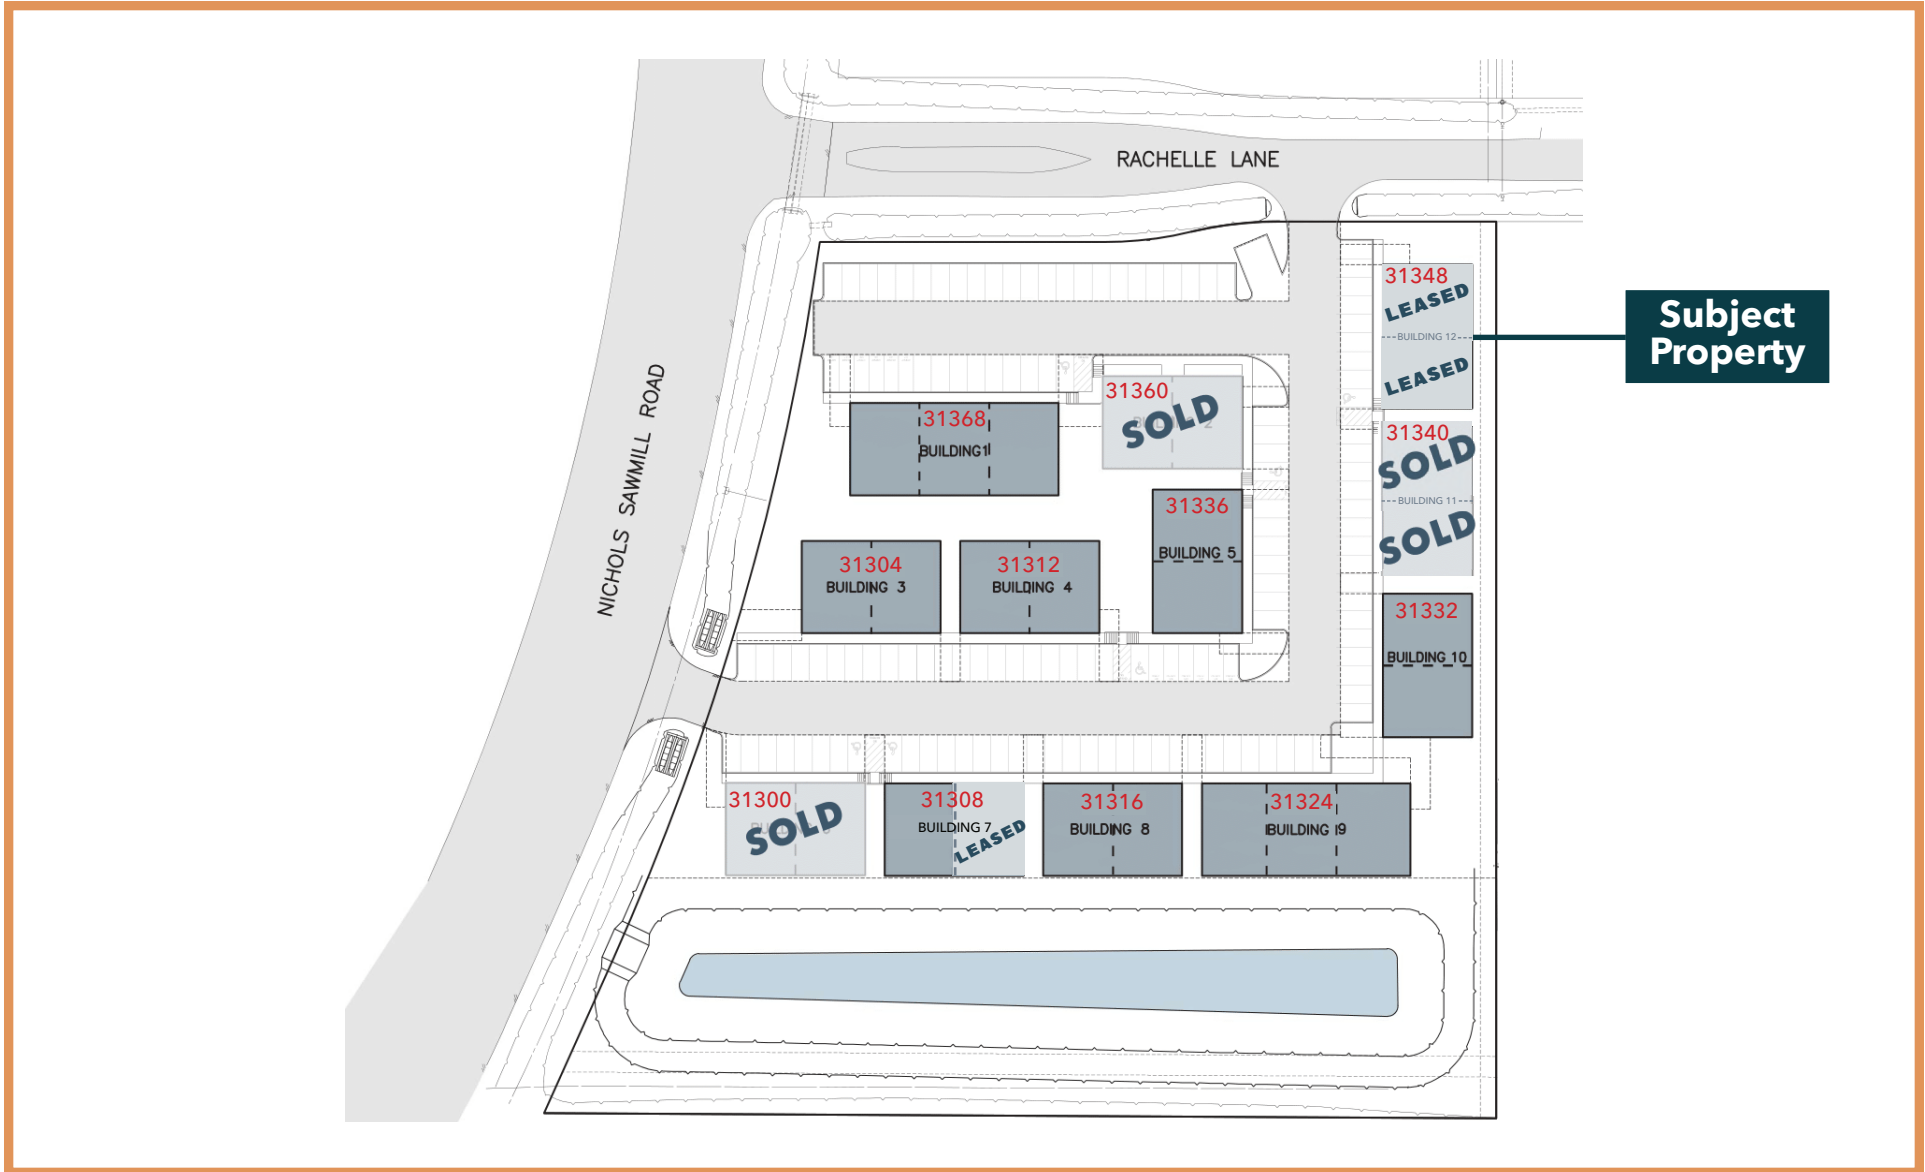 RACHELLE LANE
NICHOLS SAWMILL ROAD
31348
LEASED
BUILDING 12
LEASED
Subject
Property
31360
SOLD
2
31368
BUILDING 1
31340
SOLD
BUILDING 11
SOLD
31336
BUILDING 5
31304
BUILDING 3
31312
BUILDING 4
31332
BUILDING 10
31300
SOLD
31308
BUILDING 7
LEASED
31316
BUILDING 8
31324
BUILDING 9